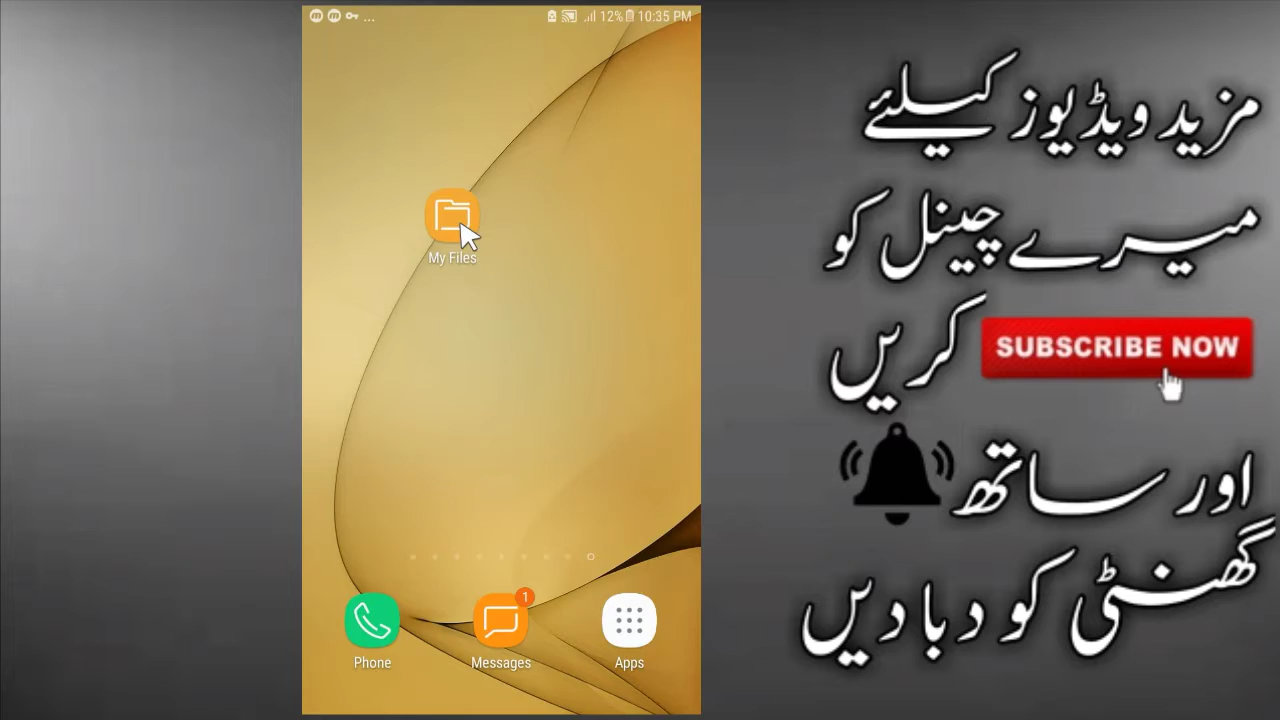 ... 12% 10:35 PM
My Files
1
Phone
Messages
Apps
مزید ویڈیوز کیلئے
میرے چینل کو
SUBSCRIBE NOW کریں
اور ساتھ
گھنٹی کو دبا دیں